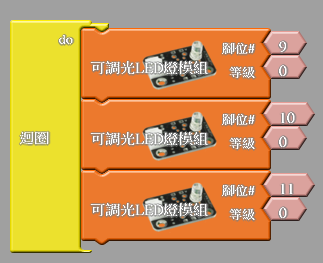 do
可調光LED燈模組 腳位# 9
等級 0
迴圈
可調光LED燈模組 腳位# 10
等級 0
可調光LED燈模組 腳位# 11
等級 0